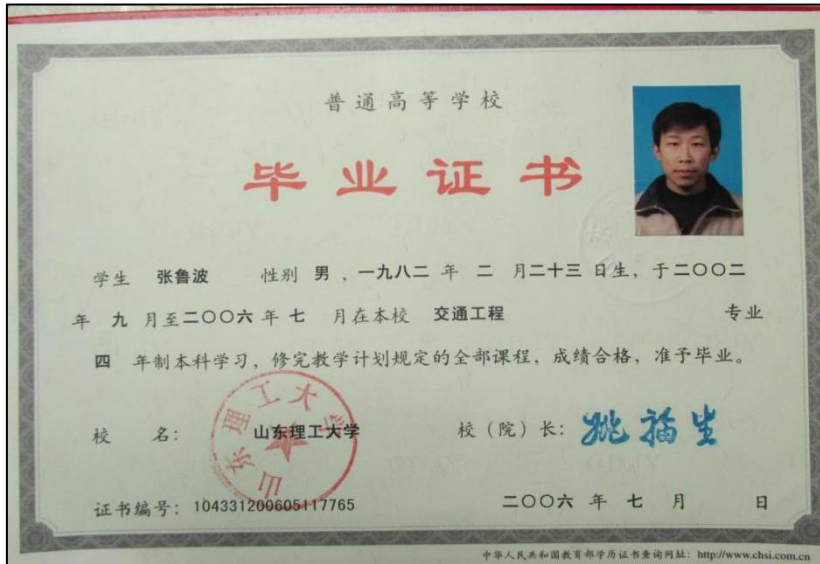 普通高等学校
毕业证书
学生 张鲁波 性别 男 ，一九八二 年 二 月二十三 日生，于二〇〇二
年 九 月至二〇〇六 年 七 月在本校 交通工程 专业
四 年制本科学习，修完教学计划规定的全部课程，成绩合格，准予毕业。
校 名： 山东理工大学 校（院）长：姚福生
山东理工大学
证书编号：104331200605117765 二〇〇六 年 七 月 日
中华人民共和国教育部学历证书查询网址：http://www.chsi.com.cn